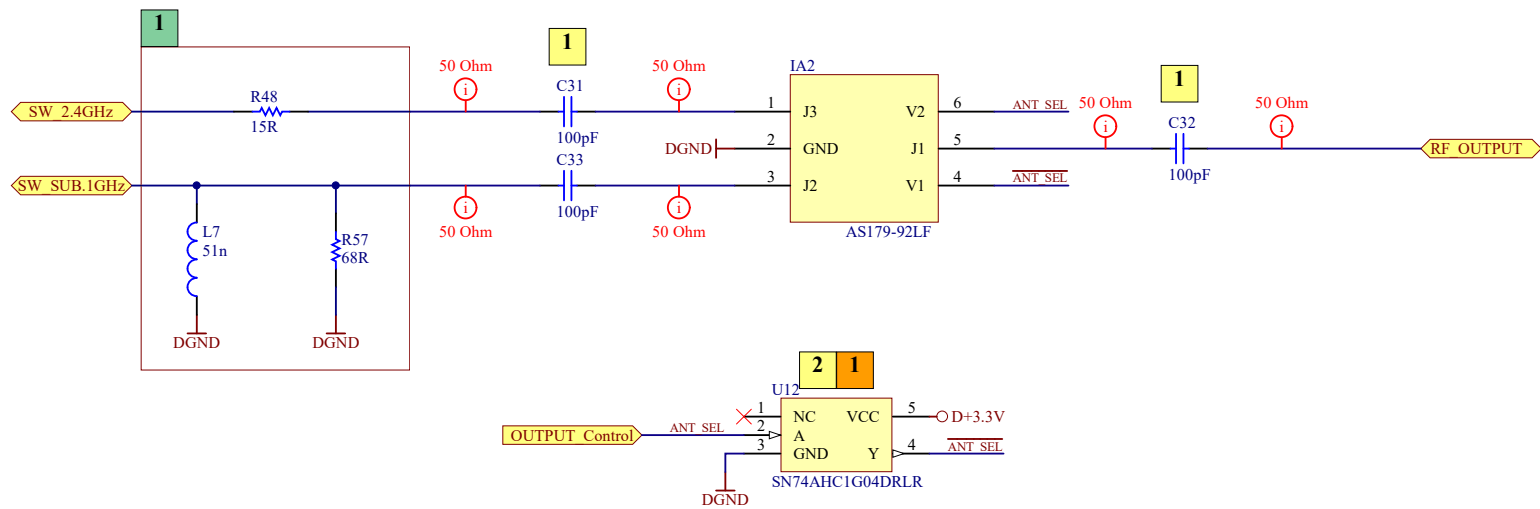 1
1
1
50 Ohm
50 Ohm
50 Ohm
50 Ohm
i
i
i
i
C31
100pF
IA2
C32
100pF
SW_2.4GHz
R48
15R
1
J3
V2
6
ANT_SEL
DGND
2
GND
J1
5
RF_OUTPUT
C33
100pF
SW_SUB.1GHz
3
J2
V1
4
ANT_SEL
i
i
50 Ohm
50 Ohm
AS179-92LF
L7
51n
R57
68R
DGND
DGND
2
1
U12
1
NC
VCC
5
D+3.3V
OUTPUT_Control
ANT_SEL
2
A
3
GND
Y
4
ANT_SEL
SN74AHC1G04DRLR
DGND